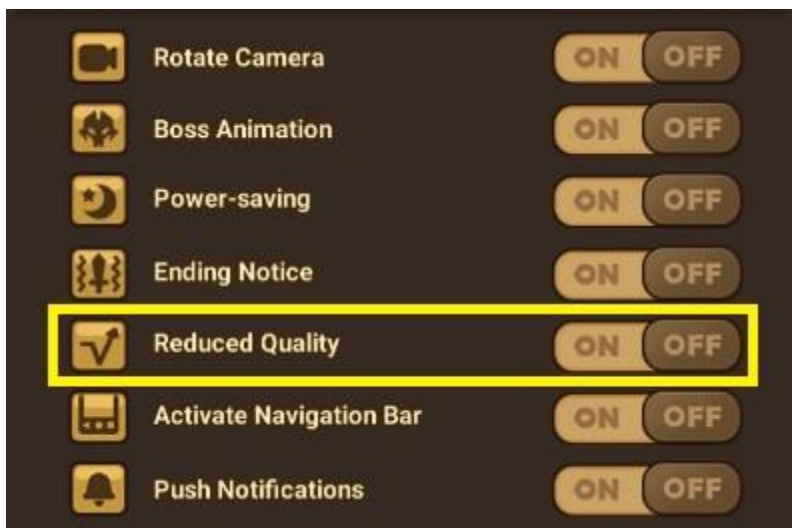 Rotate Camera ON OFF
Boss Animation ON OFF
Power-saving ON OFF
Ending Notice ON OFF
Reduced Quality ON OFF
Activate Navigation Bar ON OFF
Push Notifications ON OFF